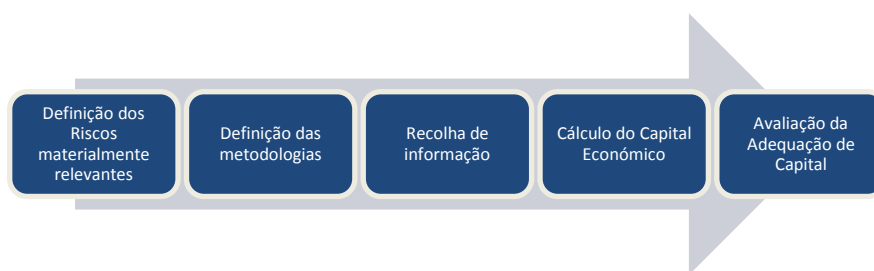 Definição dos
Riscos
materialmente
relevantes
Definição das
metodologias
Recolha de
informação
Cálculo do Capital
Económico
Avaliação da
Adequação de
Capital